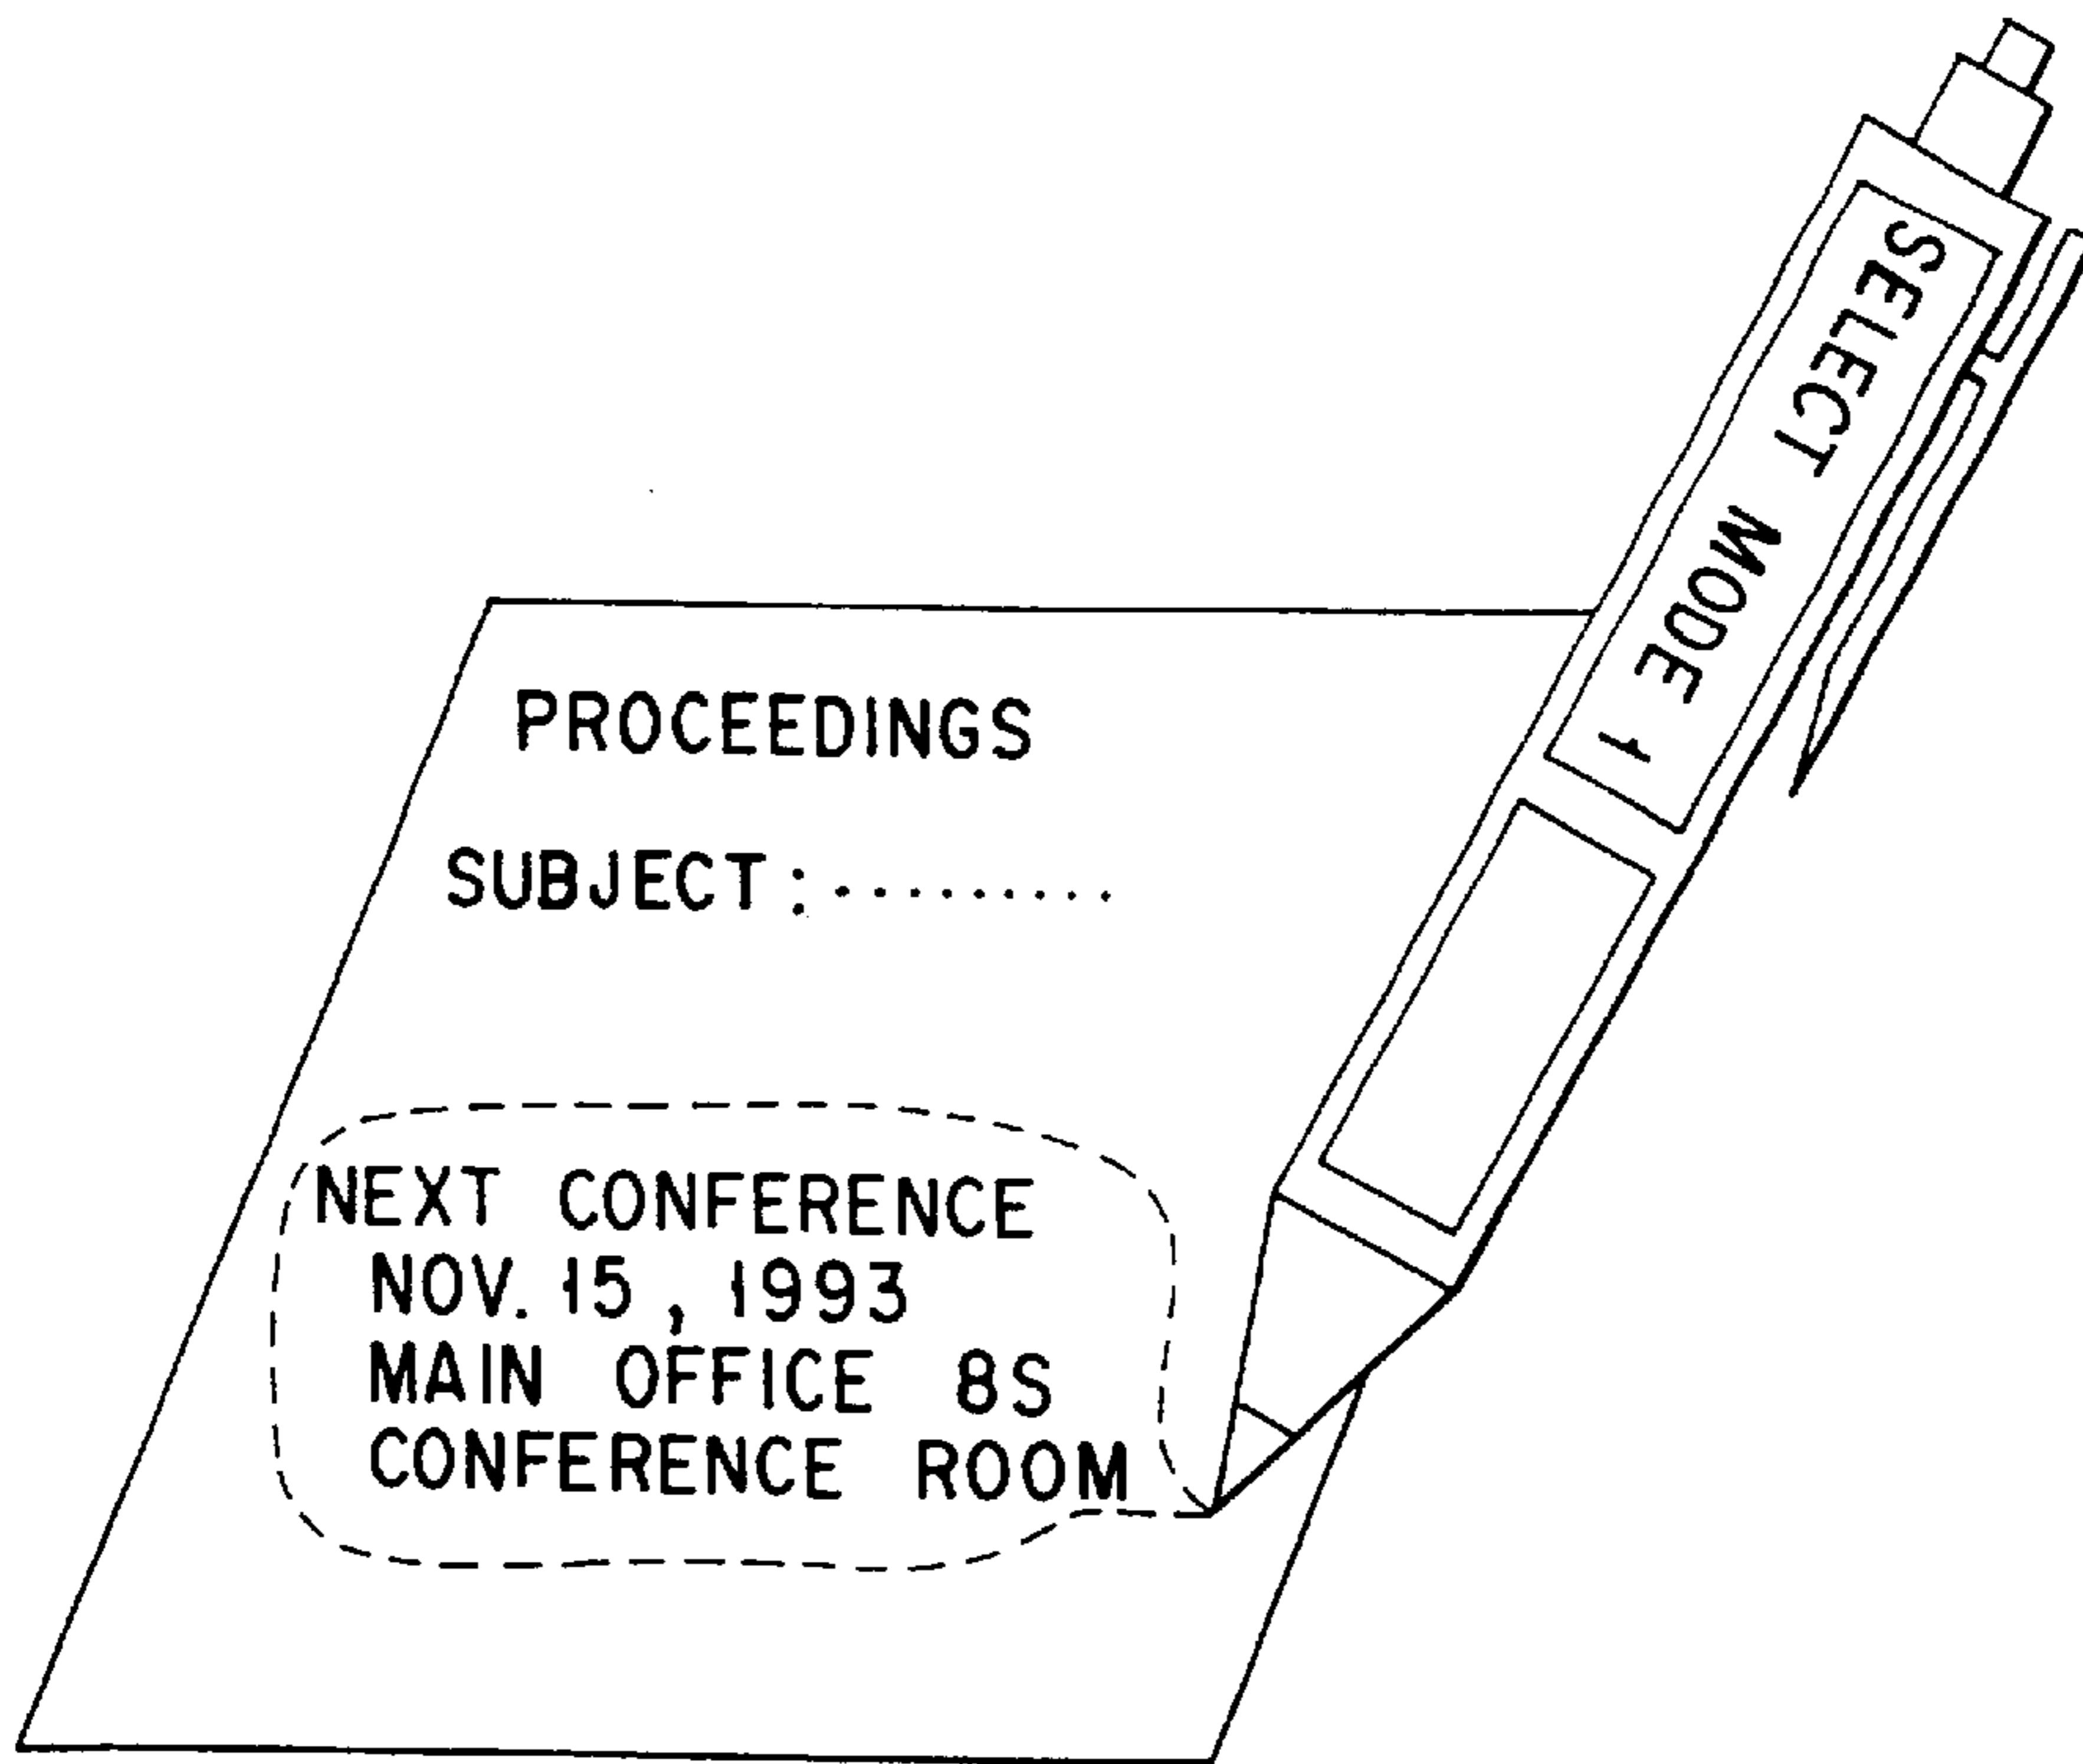 SELECT MODE 1
PROCEEDINGS
SUBJECT:.........
NEXT CONFERENCE
NOV. 15, 1993
MAIN OFFICE 8S
CONFERENCE ROOM